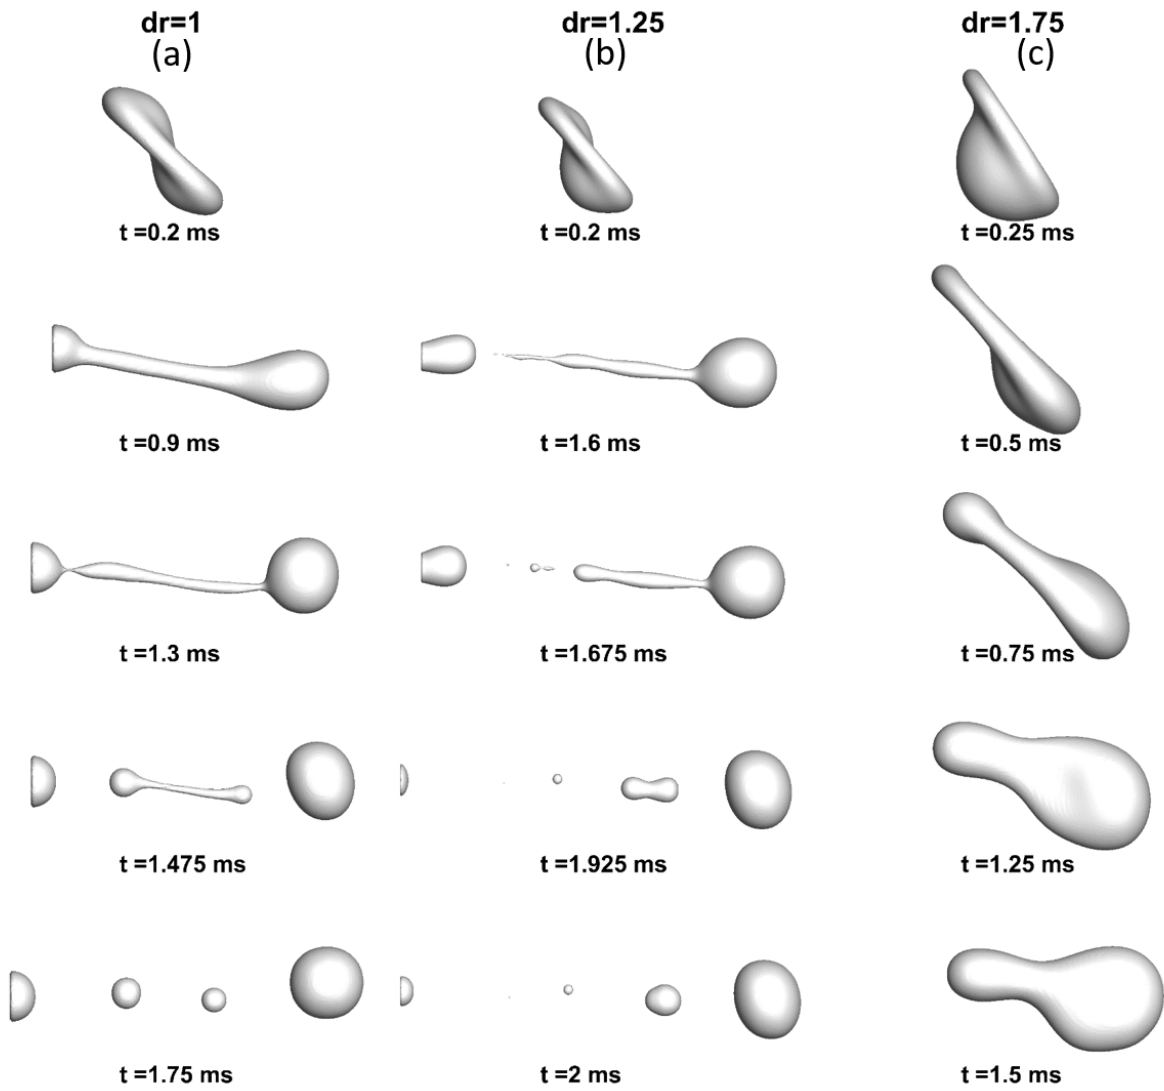 dr=1
(a)
dr=1.25
(b)
dr=1.75
(c)
t =0.2 ms
t =0.2 ms
t =0.25 ms
t =0.9 ms
t =1.6 ms
t =0.5 ms
t =1.3 ms
t =1.675 ms
t =0.75 ms
t =1.475 ms
t =1.925 ms
t =1.25 ms
t =1.75 ms
t =2 ms
t =1.5 ms